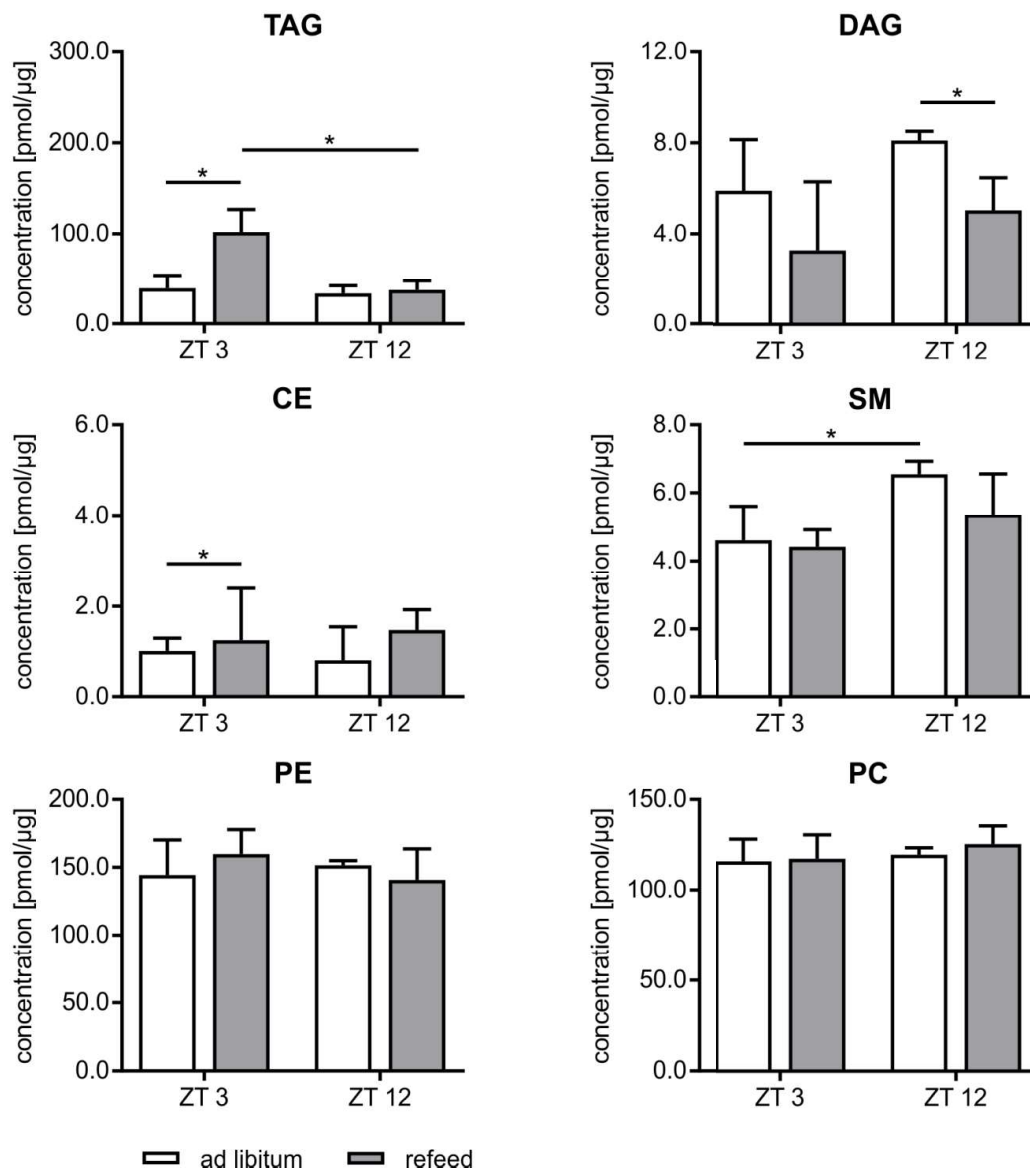 TAG
concentration [pmol/µg]
300.0
200.0
100.0
0.0
*
*
ZT 3
ZT 12
DAG
concentration [pmol/µg]
12.0
8.0
4.0
0.0
*
ZT 3
ZT 12
CE
concentration [pmol/µg]
6.0
4.0
2.0
0.0
*
ZT 3
ZT 12
SM
concentration [pmol/µg]
8.0
6.0
4.0
2.0
0.0
*
ZT 3
ZT 12
PE
concentration [pmol/µg]
200.0
150.0
100.0
50.0
0.0
ZT 3
ZT 12
PC
concentration [pmol/µg]
150.0
100.0
50.0
0.0
ZT 3
ZT 12
ad libitum
refeed